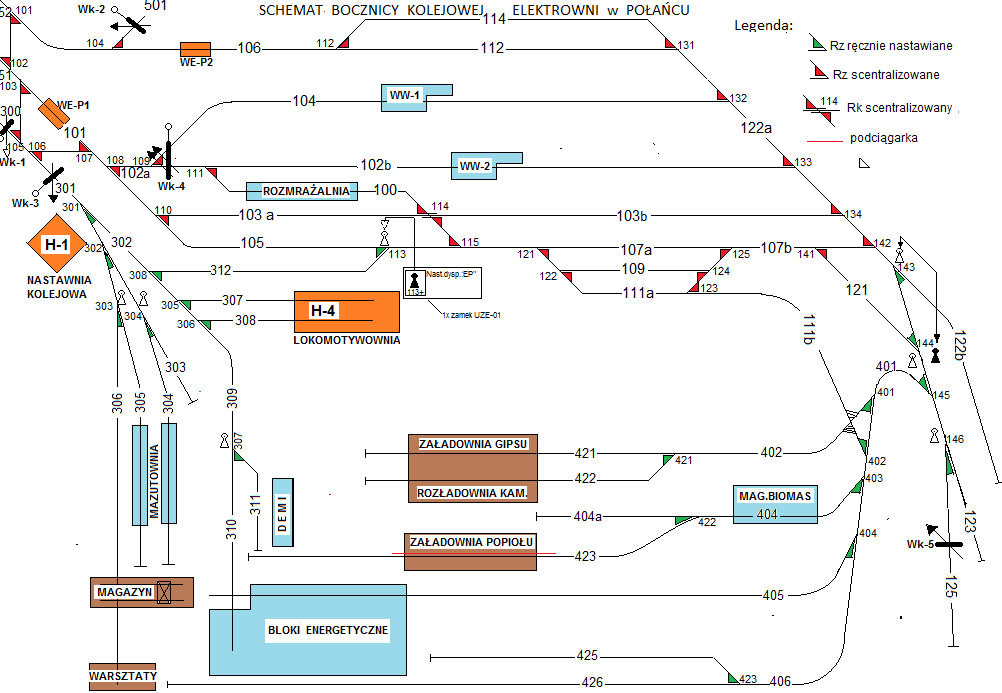 SCHEMAT BOCZNICY KOLEJOWEJ ELEKTROWNI w POŁAŃCU
Legenda:
Rz ręcznie nastawiane
Rz scentralizowane
114 Rk scentralizowany
podciągarka
Wk-2
501
52
101
104
106
WE-P2
112
114
112
131
102
51
103
WE-P1
300
101
104
WW-1
132
122a
105
106
107
Wk-1
108
109
102a
Wk-4
111
102b
WW-2
133
301
Wk-3
ROZMRAŻALNIA
100
301
110
103 a
114
103b
134
H-1
302
302
105
113
115
121
107a
125
107b
141
142
NASTAWNIA
KOLEJOWA
308
312
Nast.dysp."EP"
113+
1x zamek UZE-01
122
109
124
123
111a
143
121
303
304
305
307
306
308
H-4
LOKOMOTYWOWNIA
111b
144
122b
303
401
401
145
306
305
304
309
MAZUTOWNIA
307
ZAŁADOWNIA GIPSU
421
402
146
422
421
402
ROZŁADOWNIA KAM.
403
310
311
DEMI
MAG.BIOMAS
404a
422
404
404
123
ZAŁADOWNIA POPIOŁU
423
Wk-5
125
MAGAZYN
405
BLOKI ENERGETYCZNE
425
WARSZTATY
426
423
406